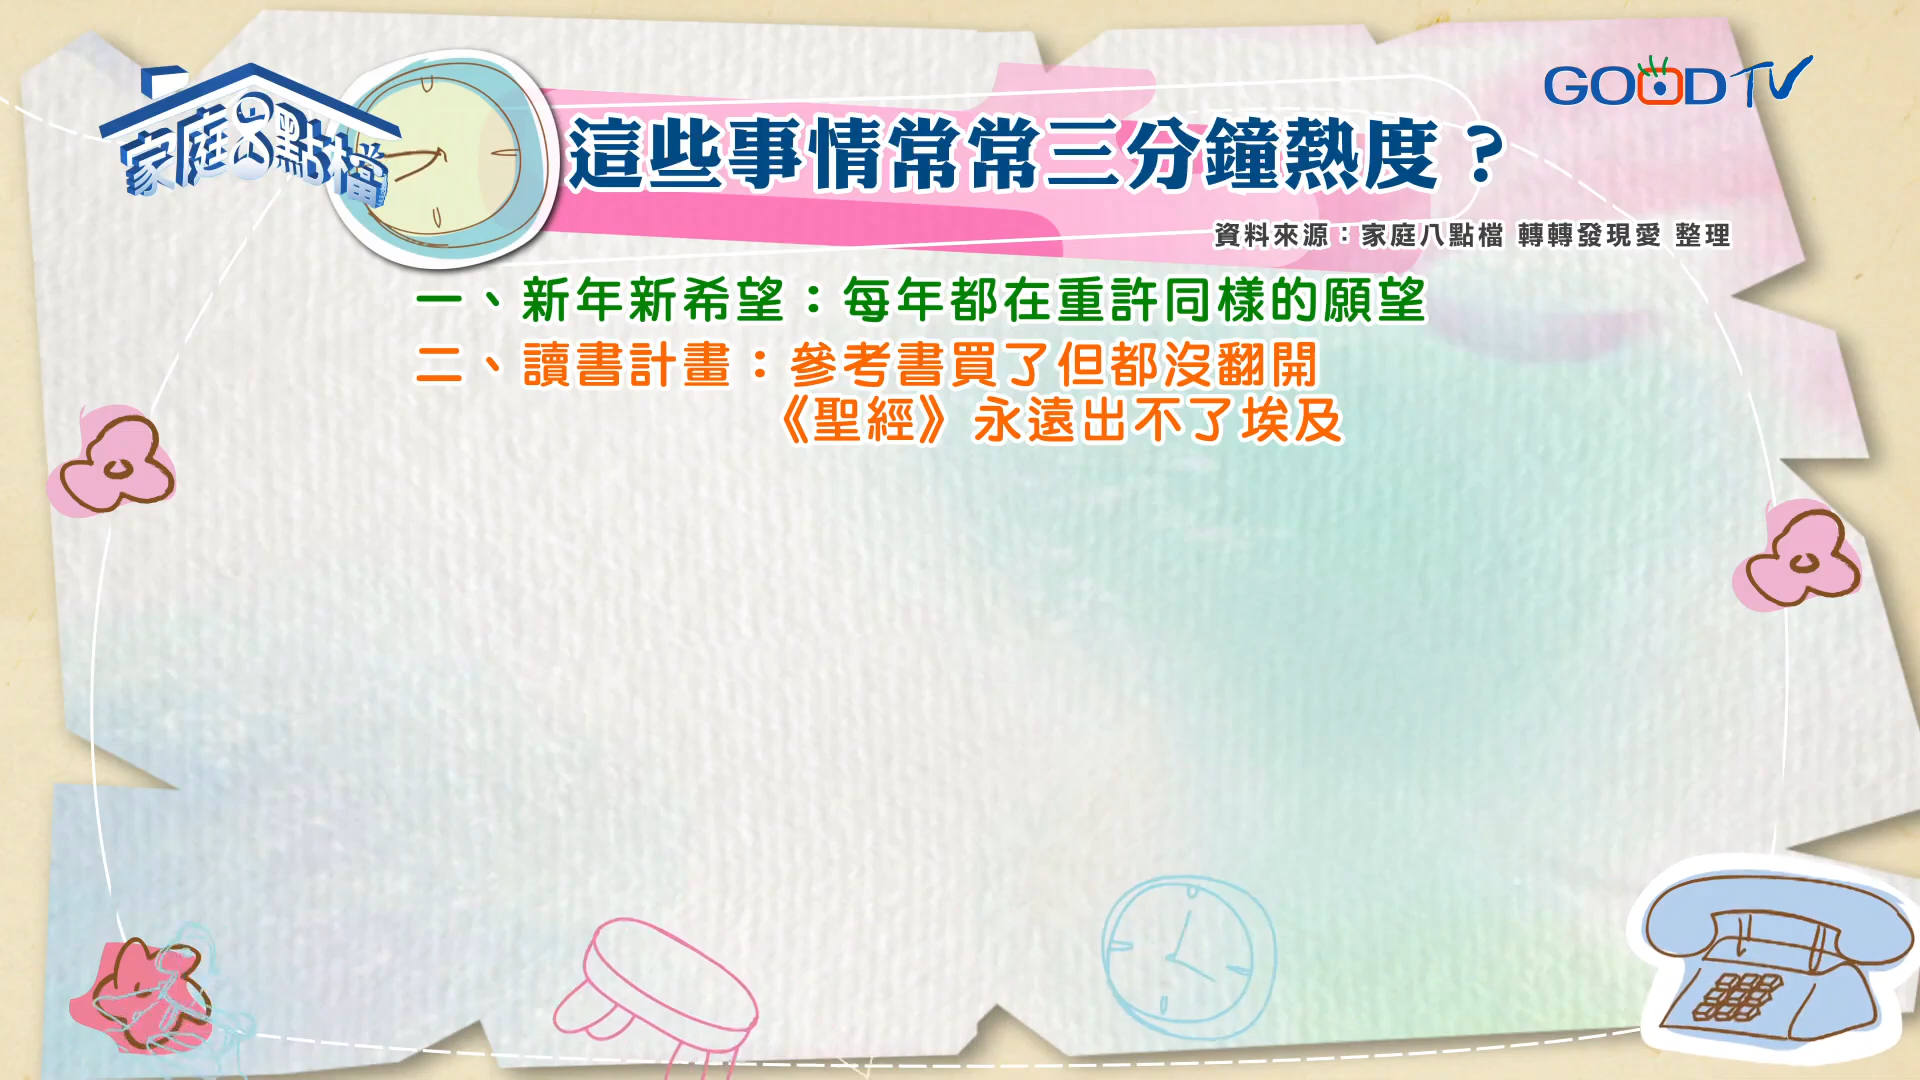 家庭8點檔
GOODTV
這些事情常常三分鐘熱度？
資料來源：家庭八點檔 轉轉發現愛 整理
一、新年新希望：每年都在重許同樣的願望
二、讀書計畫：參考書買了但都沒翻開
《聖經》永遠出不了埃及